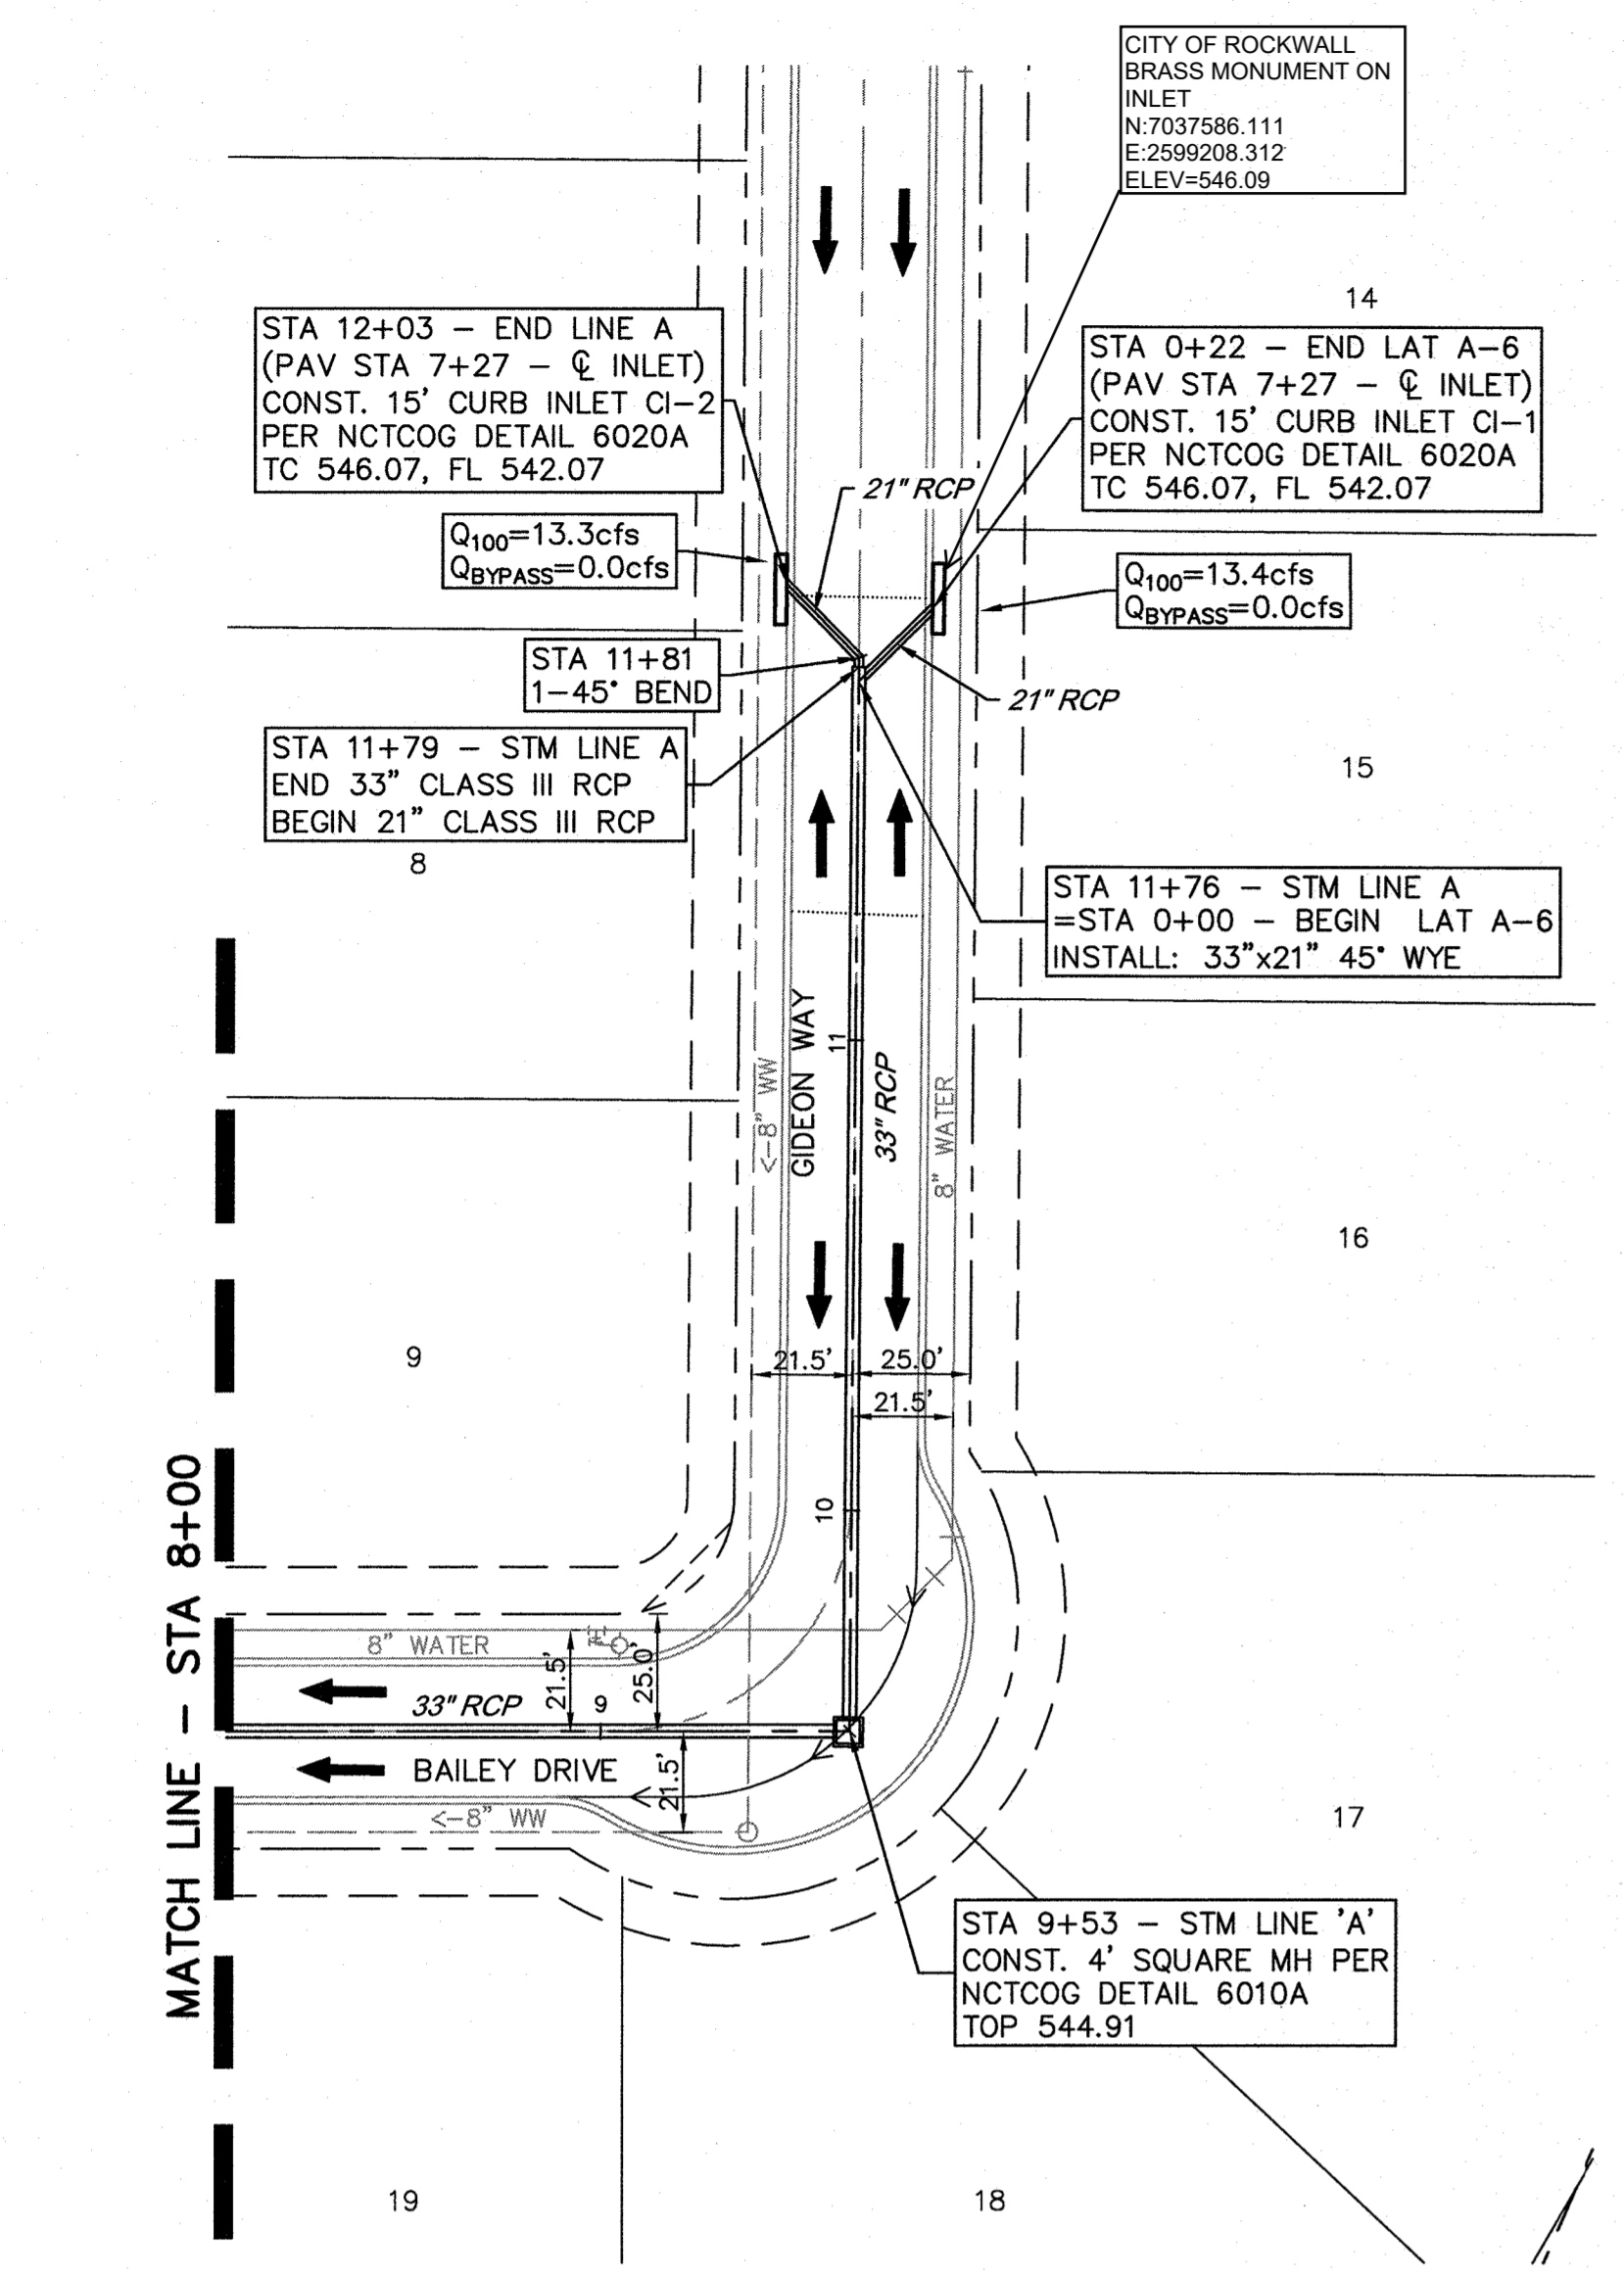 CITY OF ROCKWALL
BRASS MONUMENT ON
INLET
N:7037586.111
E:2599208.312
ELEV=546.09
14
STA 12+03 – END LINE A
(PAV STA 7+27 – ℄ INLET)
CONST. 15' CURB INLET CI–2
PER NCTCOG DETAIL 6020A
TC 546.07, FL 542.07
STA 0+22 – END LAT A–6
(PAV STA 7+27 – ℄ INLET)
CONST. 15' CURB INLET CI–1
PER NCTCOG DETAIL 6020A
TC 546.07, FL 542.07
21" RCP
Q100=13.3cfs
QBYPASS=0.0cfs
Q100=13.4cfs
QBYPASS=0.0cfs
STA 11+81
1–45° BEND
21" RCP
STA 11+79 – STM LINE A
END 33" CLASS III RCP
BEGIN 21" CLASS III RCP
15
8
STA 11+76 – STM LINE A
=STA 0+00 – BEGIN LAT A–6
INSTALL: 33"x21" 45° WYE
<–8" WW
GIDEON WAY
11
33" RCP
8" WATER
16
9
21.5'
25.0'
21.5'
10
MATCH LINE – STA 8+00
8" WATER
21.5'
25.0'
33" RCP
9
BAILEY DRIVE
21.5'
<–8" WW
17
STA 9+53 – STM LINE 'A'
CONST. 4' SQUARE MH PER
NCTCOG DETAIL 6010A
TOP 544.91
19
18